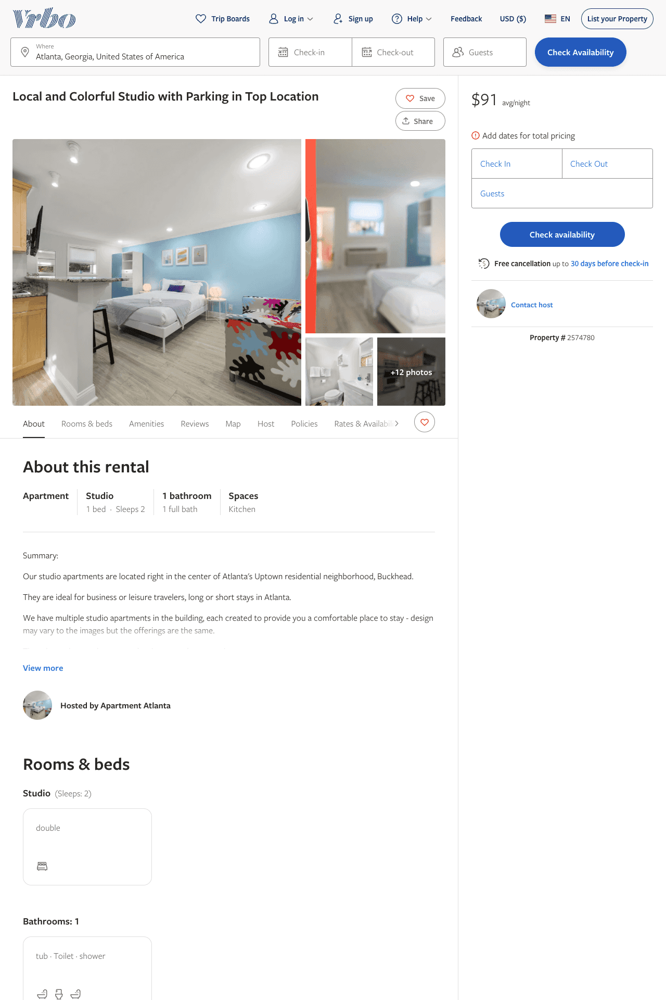 Vrbo
Trip Boards
Log in
Sign up
Help
Feedback
USD ($)
EN
List your Property
Where
Atlanta, Georgia, United States of America
Check-in
Check-out
Guests
Check Availability
Local and Colorful Studio with Parking in Top Location
Save
Share
+12 photos
$91 avg/night
Add dates for total pricing
Check In
Check Out
Guests
Check availability
Free cancellation up to 30 days before check-in
Contact host
Property # 2574780
About
Rooms & beds
Amenities
Reviews
Map
Host
Policies
Rates & Availabili
About this rental
Apartment
Studio
1 bed · Sleeps 2
1 bathroom
1 full bath
Spaces
Kitchen
Summary:
Our studio apartments are located right in the center of Atlanta's Uptown residential neighborhood, Buckhead.
They are ideal for business or leisure travelers, long or short stays in Atlanta.
We have multiple studio apartments in the building, each created to provide you a comfortable place to stay - design
may vary to the images but the offerings are the same.
View more
Hosted by Apartment Atlanta
Rooms & beds
Studio (Sleeps: 2)
double
Bathrooms: 1
tub · Toilet · shower